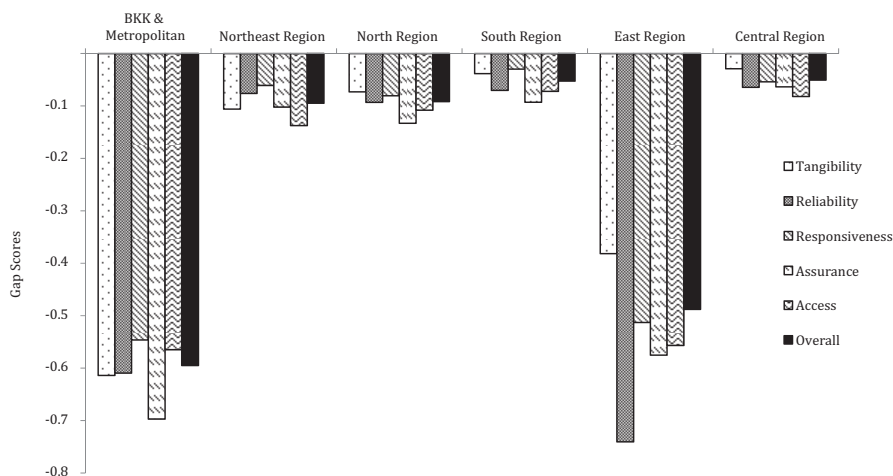 BKK &
Metropolitan
Northeast Region
North Region
South Region
East Region
Central Region
-0.1
-0.2
-0.3
-0.4
-0.5
-0.6
-0.7
-0.8
Gap Scores
Tangibility
Reliability
Responsiveness
Assurance
Access
Overall